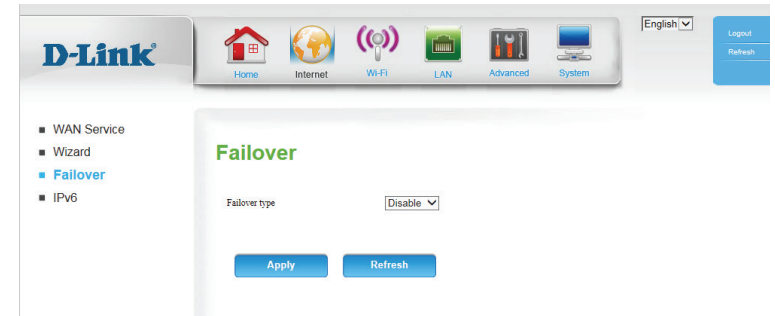 D-Link
Home Internet Wi-Fi LAN Advanced System
English
Logout
Refresh
WAN Service
Wizard
Failover
IPv6
Failover
Failover type Disable
Apply Refresh